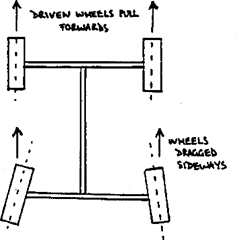 DRIVEN WHEELS PULL
FORWARDS
WHEELS
DRAGGED
SIDEWAYS